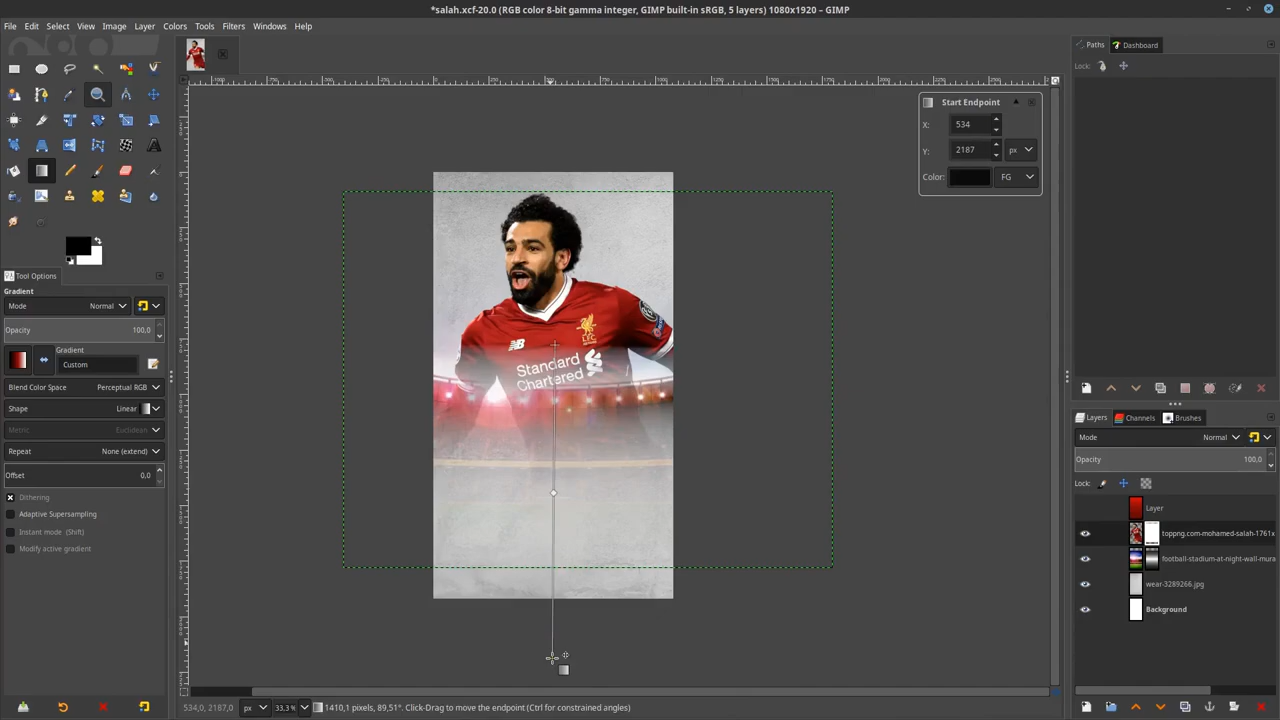 *salah.xcf-20.0 (RGB color 8-bit gamma integer, GIMP built-in sRGB, 5 layers) 1080x1920 – GIMP
File Edit Select View Image Layer Colors Tools Filters Windows Help
Paths Dashboard
Lock:
Start Endpoint
X: 534
Y: 2187 px
Color: FG
Tool Options
Gradient
Mode Normal
Opacity 100,0
Gradient
Custom
Blend Color Space Perceptual RGB
Shape Linear
Metric Euclidean
Repeat None (extend)
Offset 0,0
Dithering
Adaptive Supersampling
Instant mode (Shift)
Modify active gradient
L.F.C.
Standard
Chartered
Layers Channels Brushes
Mode Normal
Opacity 100,0
Lock:
Layer
toppng.com-mohamed-salah-1761x
football-stadium-at-night-wall-mura
wear-3289266.jpg
Background
534,0, 2187,0 px 33,3 % 1410,1 pixels, 89,51°. Click-Drag to move the endpoint (Ctrl for constrained angles)